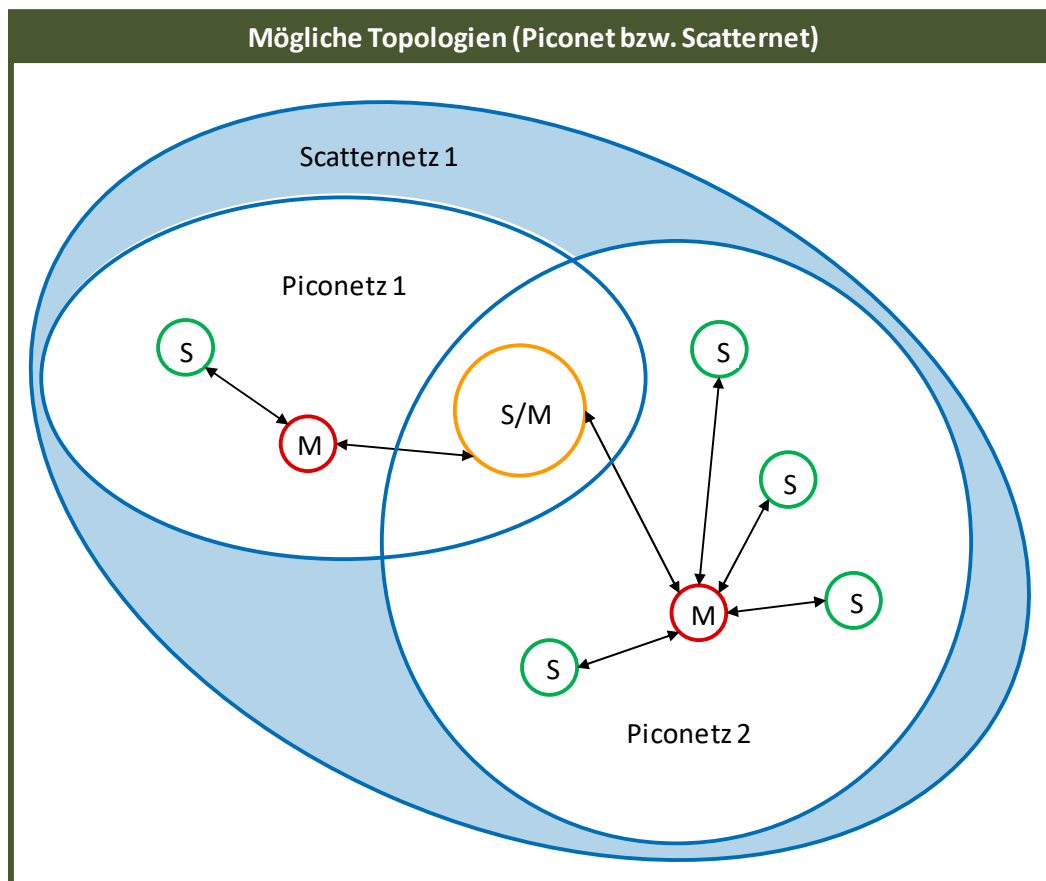 Mögliche Topologien (Piconet bzw. Scatternet)
Scatternetz 1
Piconetz 1
S
S
S/M
M
S
S
M
S
Piconetz 2